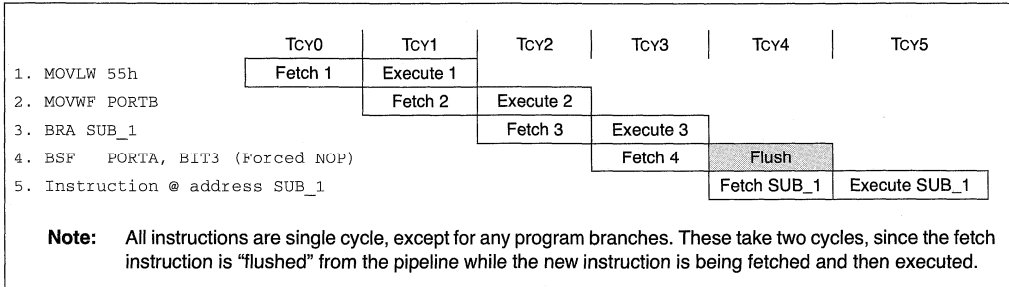 TCY0 TCY1 TCY2 TCY3 TCY4 TCY5
1. MOVLW 55h Fetch 1 Execute 1
2. MOVWF PORTB Fetch 2 Execute 2
3. BRA SUB_1 Fetch 3 Execute 3
4. BSF PORTA, BIT3 (Forced NOP) Fetch 4 Flush
5. Instruction @ address SUB_1 Fetch SUB_1 Execute SUB_1
Note: All instructions are single cycle, except for any program branches. These take two cycles, since the fetch
instruction is “flushed” from the pipeline while the new instruction is being fetched and then executed.